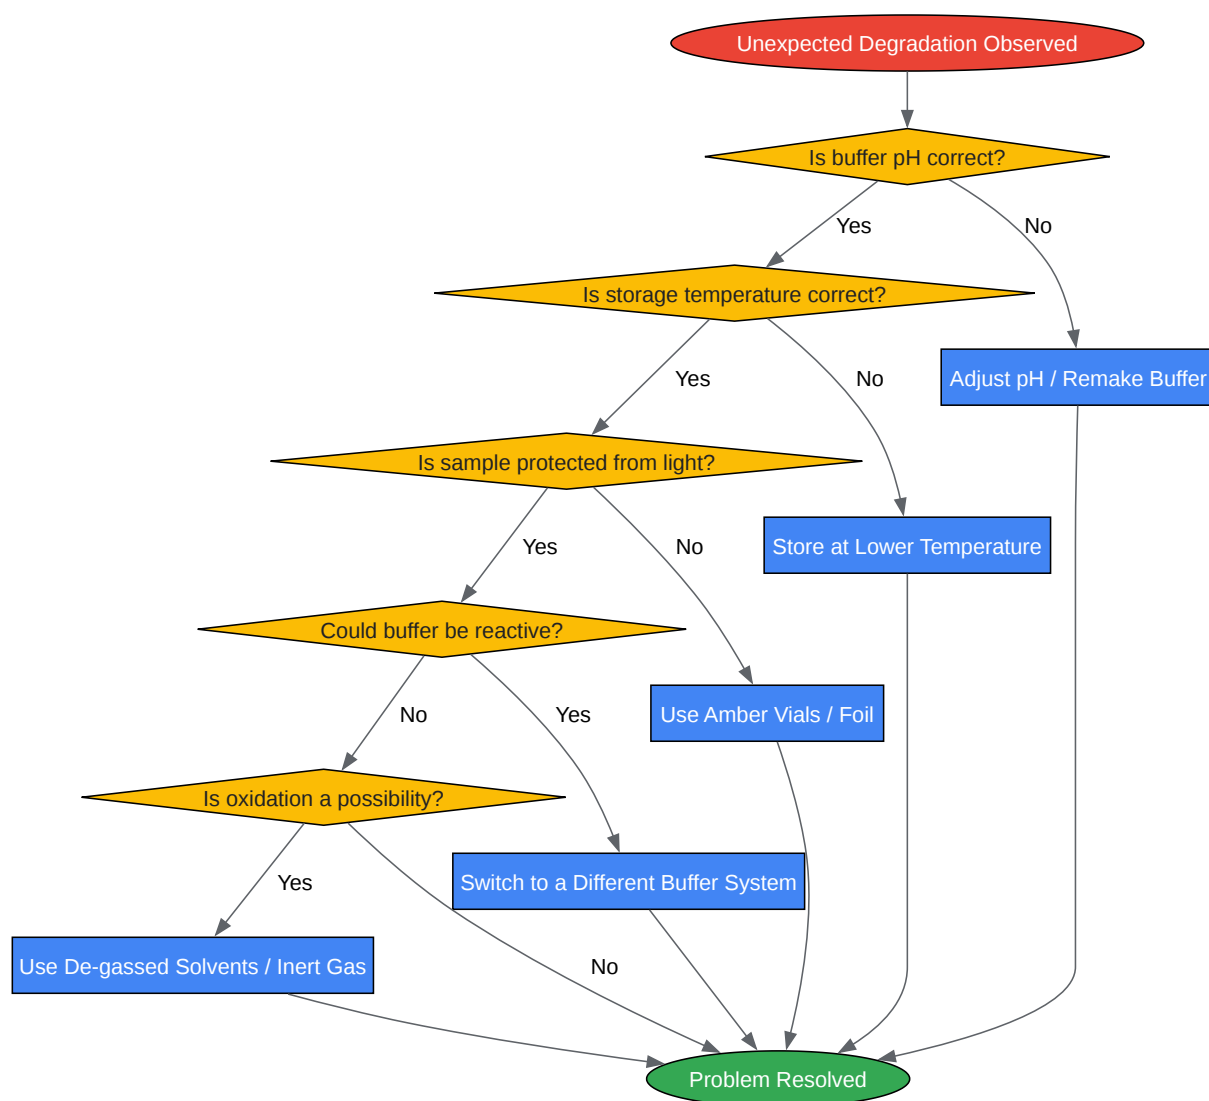 Unexpected Degradation Observed
Is buffer pH correct?
Yes
No
Is storage temperature correct?
Yes
No
Adjust pH / Remake Buffer
Is sample protected from light?
Yes
No
Store at Lower Temperature
Could buffer be reactive?
No
Yes
Use Amber Vials / Foil
Is oxidation a possibility?
Yes
Switch to a Different Buffer System
Use De-gassed Solvents / Inert Gas
No
Problem Resolved